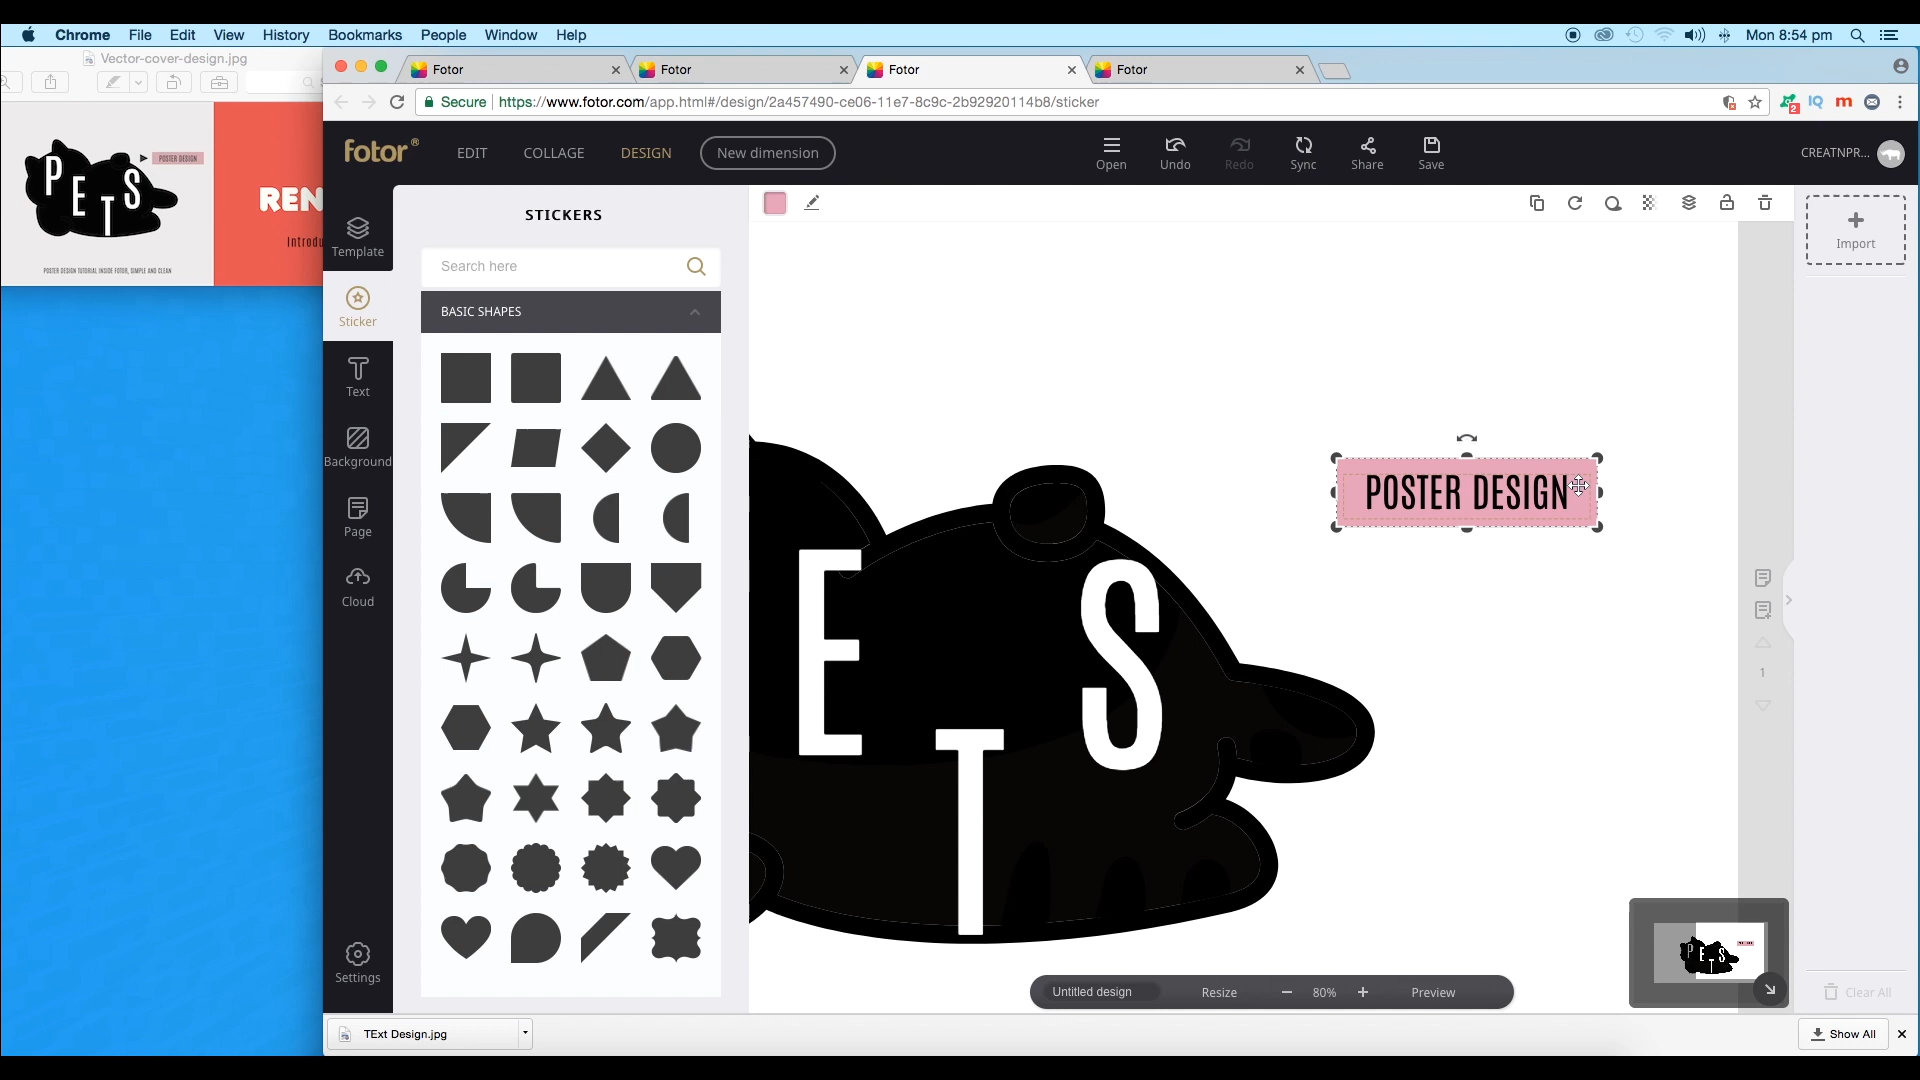 Chrome File Edit View History Bookmarks People Window Help
Mon 8:54 pm
Vector-cover-design.jpg
Fotor
Fotor
Fotor
Fotor
Secure https://www.fotor.com/app.html#/design/2a457490-ce06-11e7-8c9c-2b92920114b8/sticker
2
IQ
m
PETS
POSTER DESIGN
POSTER DESIGN TUTORIAL INSIDE FOTOR, SIMPLE AND CLEAN
REN
Introdu
fotor®
EDIT COLLAGE DESIGN New dimension
Open Undo Redo Sync Share Save
CREATNPR...
Template
Sticker
Text
Background
Page
Cloud
Settings
STICKERS
Search here
BASIC SHAPES
Import
POSTER DESIGN
E
T
S
1
PETS
Untitled design Resize − 80% + Preview
Clear All
TExt Design.jpg
Show All